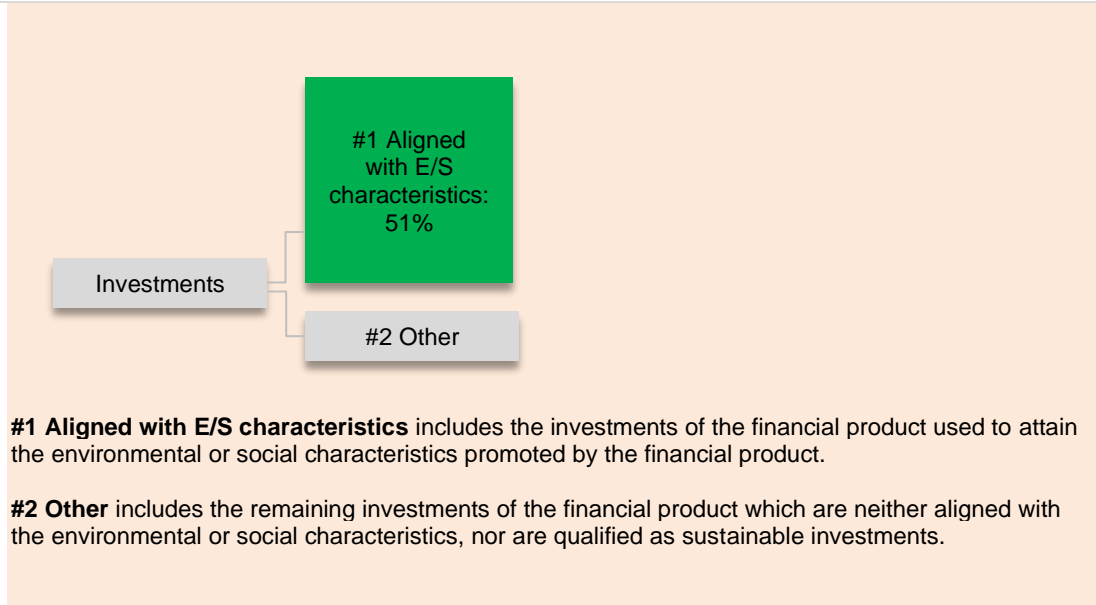 #1 Aligned
with E/S
characteristics:
51%
Investments
#2 Other
#1 Aligned with E/S characteristics includes the investments of the financial product used to attain
the environmental or social characteristics promoted by the financial product.
#2 Other includes the remaining investments of the financial product which are neither aligned with
the environmental or social characteristics, nor are qualified as sustainable investments.